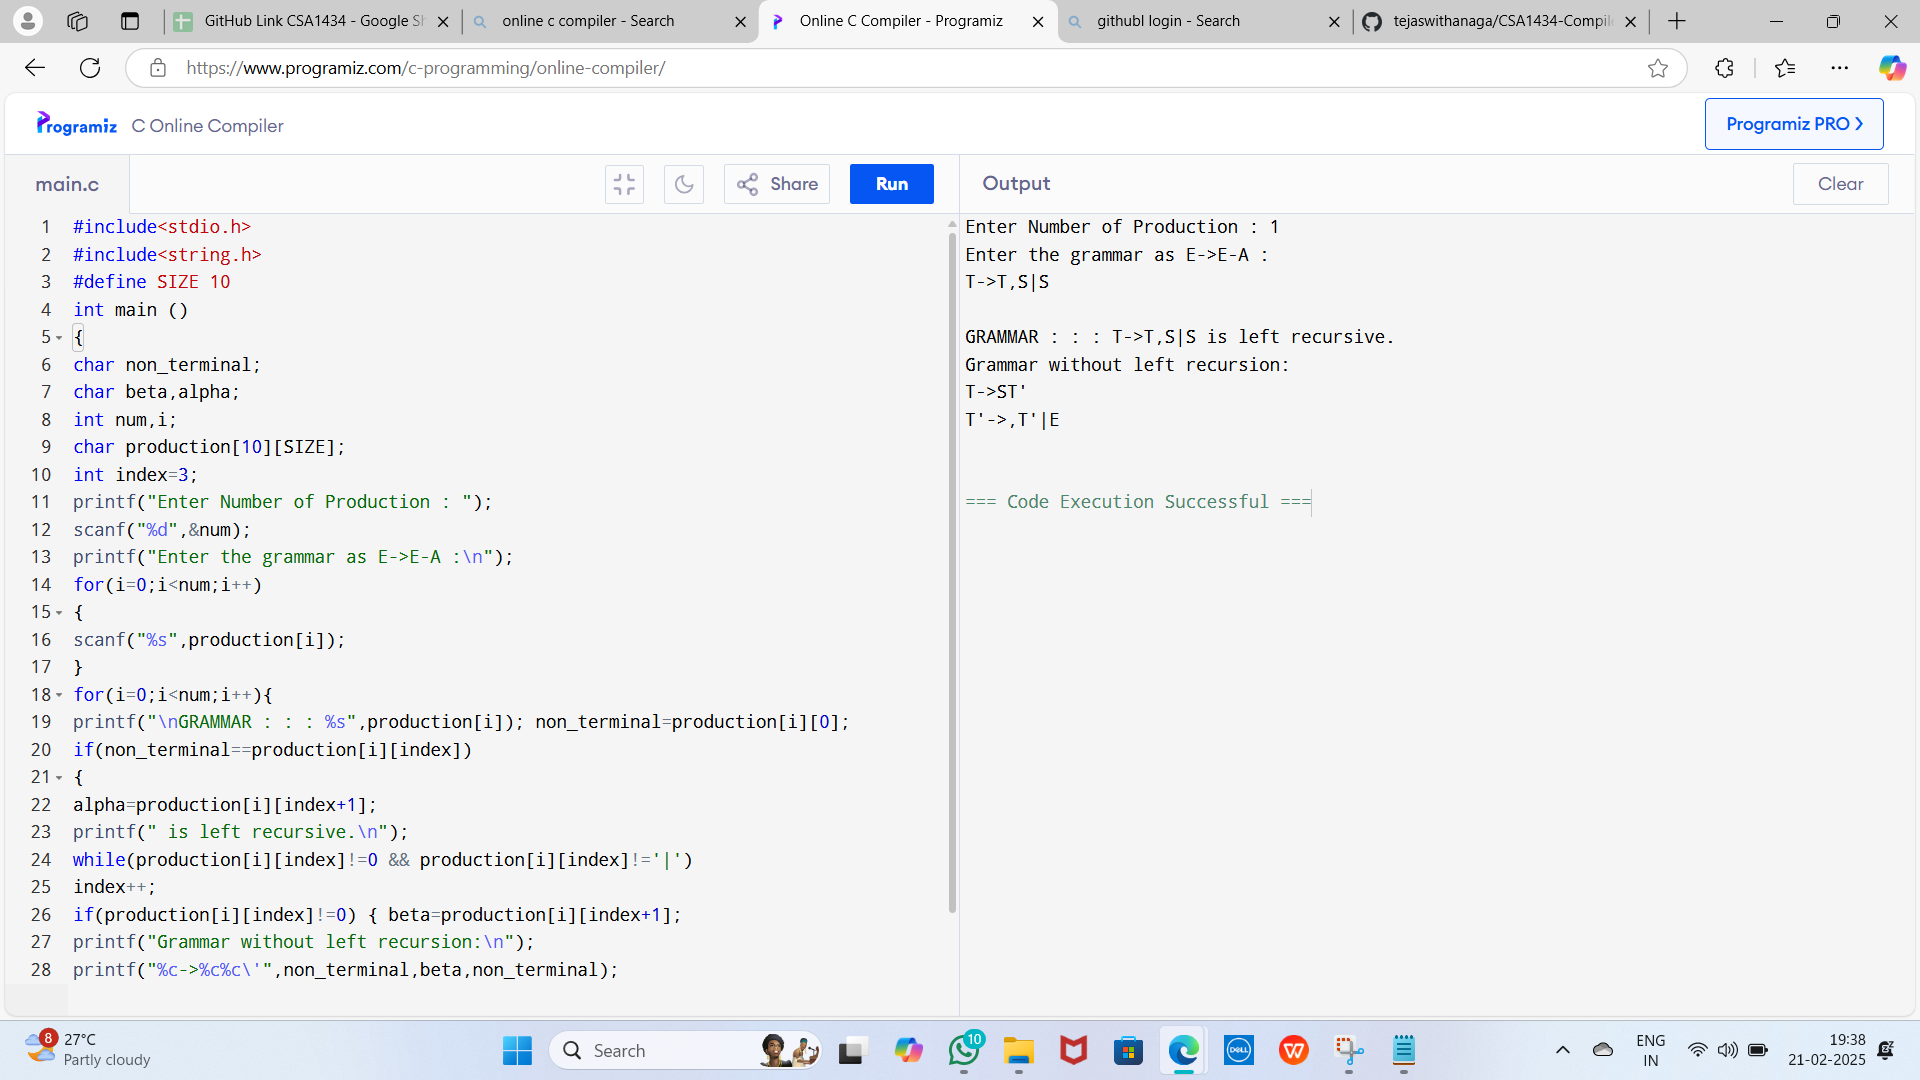 GitHub Link CSA1434 - Google Sh
online c compiler - Search
Online C Compiler - Programiz
githubl login - Search
tejaswithanaga/CSA1434-Compil
https://www.programiz.com/c-programming/online-compiler/
Programiz C Online Compiler
Programiz PRO
main.c
Share
Run
Output
Clear
1 #include<stdio.h>
2 #include<string.h>
3 #define SIZE 10
4 int main ()
5 {
6 char non_terminal;
7 char beta,alpha;
8 int num,i;
9 char production[10][SIZE];
10 int index=3;
11 printf("Enter Number of Production : ");
12 scanf("%d",&num);
13 printf("Enter the grammar as E->E-A :\n");
14 for(i=0;i<num;i++)
15 {
16 scanf("%s",production[i]);
17 }
18 for(i=0;i<num;i++){
19 printf("\nGRAMMAR : : : %s",production[i]); non_terminal=production[i][0];
20 if(non_terminal==production[i][index])
21 {
22 alpha=production[i][index+1];
23 printf(" is left recursive.\n");
24 while(production[i][index]!=0 && production[i][index]!='|')
25 index++;
26 if(production[i][index]!=0) { beta=production[i][index+1];
27 printf("Grammar without left recursion:\n");
28 printf("%c->%c%c\'",non_terminal,beta,non_terminal);
Enter Number of Production : 1
Enter the grammar as E->E-A :
T->T,S|S
GRAMMAR : : : T->T,S|S is left recursive.
Grammar without left recursion:
T->ST'
T'->,T'|E
=== Code Execution Successful ===
8
27°C
Partly cloudy
Search
10
DELL
ENG
IN
19:38
21-02-2025